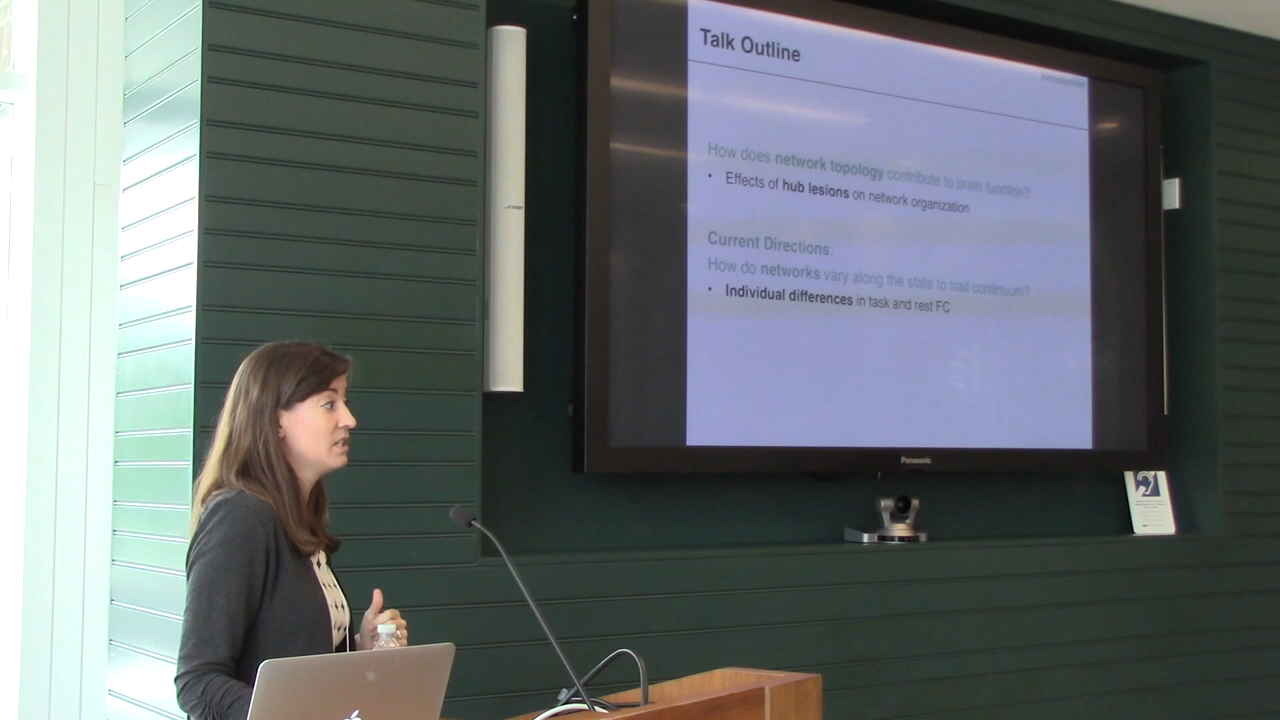 Talk Outline
How does network topology contribute to brain function?
• Effects of hub lesions on network organization
Current Directions:
How do networks vary along the state to trait continuum?
• Individual differences in task and rest FC
Panasonic